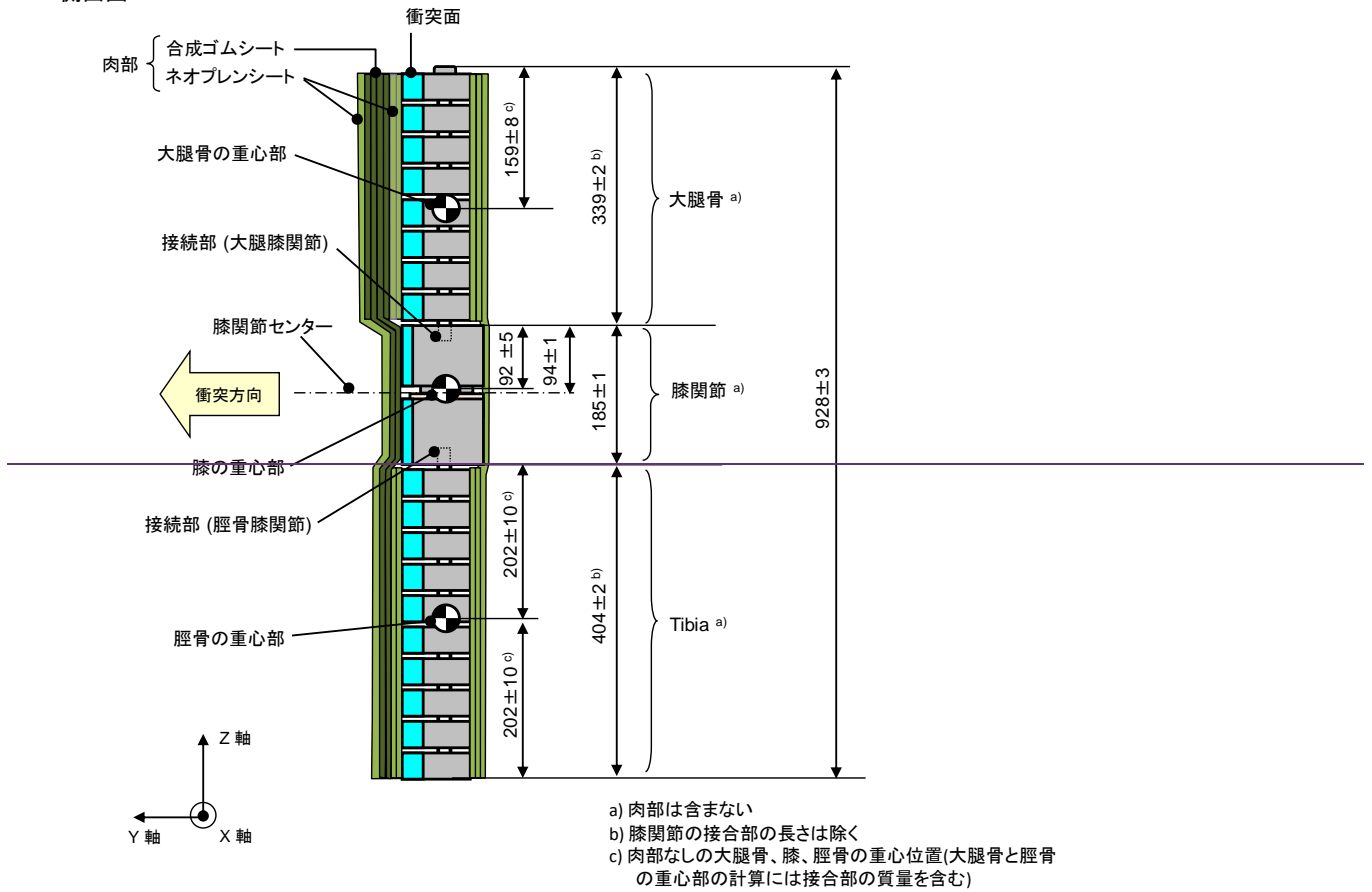 衝突面
肉部
合成ゴムシート
ネオプレンシート
大腿骨の重心部
接続部 (大腿膝関節)
膝関節センター
衝突方向
膝の重心部
接続部 (脛骨膝関節)
脛骨の重心部
159±8 c)
339±2 b)
大腿骨 a)
92 ±5
94±1
185±1
膝関節 a)
928±3
202±10 c)
202±10 c)
404±2 b)
Tibia a)
Z 軸
Y 軸
X 軸
a) 肉部は含まない
b) 膝関節の接合部の長さは除く
c) 肉部なしの大腿骨、膝、脛骨の重心位置(大腿骨と脛骨
の重心部の計算には接合部の質量を含む)